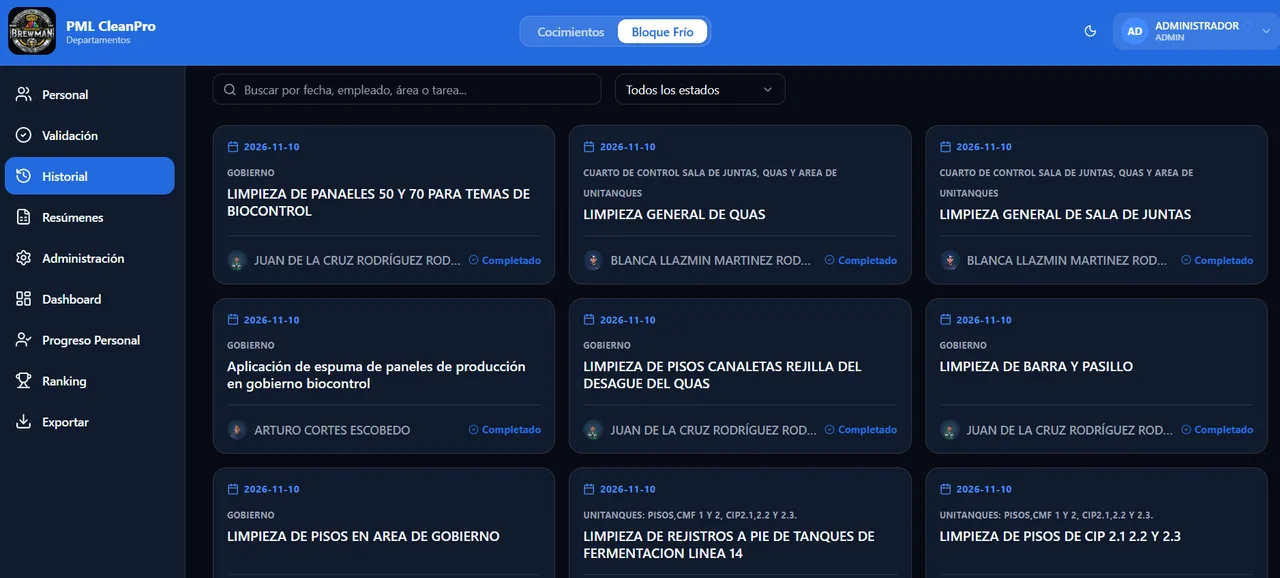 BREWMAN
PML CleanPro
Departamentos
Cocimientos
Bloque Frío
AD
ADMINISTRADOR
ADMIN
Personal
Validación
Historial
Resúmenes
Administración
Dashboard
Progreso Personal
Ranking
Exportar
Buscar por fecha, empleado, área o tarea...
Todos los estados
2026-11-10
GOBIERNO
LIMPIEZA DE PANAELES 50 Y 70 PARA TEMAS DE
BIOCONTROL
JUAN DE LA CRUZ RODRÍGUEZ ROD...
Completado
2026-11-10
CUARTO DE CONTROL SALA DE JUNTAS, QUAS Y AREA DE
UNITANQUES
LIMPIEZA GENERAL DE QUAS
BLANCA LLAZMIN MARTINEZ ROD...
Completado
2026-11-10
CUARTO DE CONTROL SALA DE JUNTAS, QUAS Y AREA DE
UNITANQUES
LIMPIEZA GENERAL DE SALA DE JUNTAS
BLANCA LLAZMIN MARTINEZ ROD...
Completado
2026-11-10
GOBIERNO
Aplicación de espuma de paneles de producción
en gobierno biocontrol
ARTURO CORTES ESCOBEDO
Completado
2026-11-10
GOBIERNO
LIMPIEZA DE PISOS CANALETAS REJILLA DEL
DESAGUE DEL QUAS
JUAN DE LA CRUZ RODRÍGUEZ ROD...
Completado
2026-11-10
GOBIERNO
LIMPIEZA DE BARRA Y PASILLO
JUAN DE LA CRUZ RODRÍGUEZ ROD...
Completado
2026-11-10
GOBIERNO
LIMPIEZA DE PISOS EN AREA DE GOBIERNO
2026-11-10
UNITANQUES: PISOS,CMF 1 Y 2, CIP2.1,2.2 Y 2.3.
LIMPIEZA DE REJISTROS A PIE DE TANQUES DE
FERMENTACION LINEA 14
2026-11-10
UNITANQUES: PISOS,CMF 1 Y 2, CIP2.1,2.2 Y 2.3.
LIMPIEZA DE PISOS DE CIP 2.1 2.2 Y 2.3